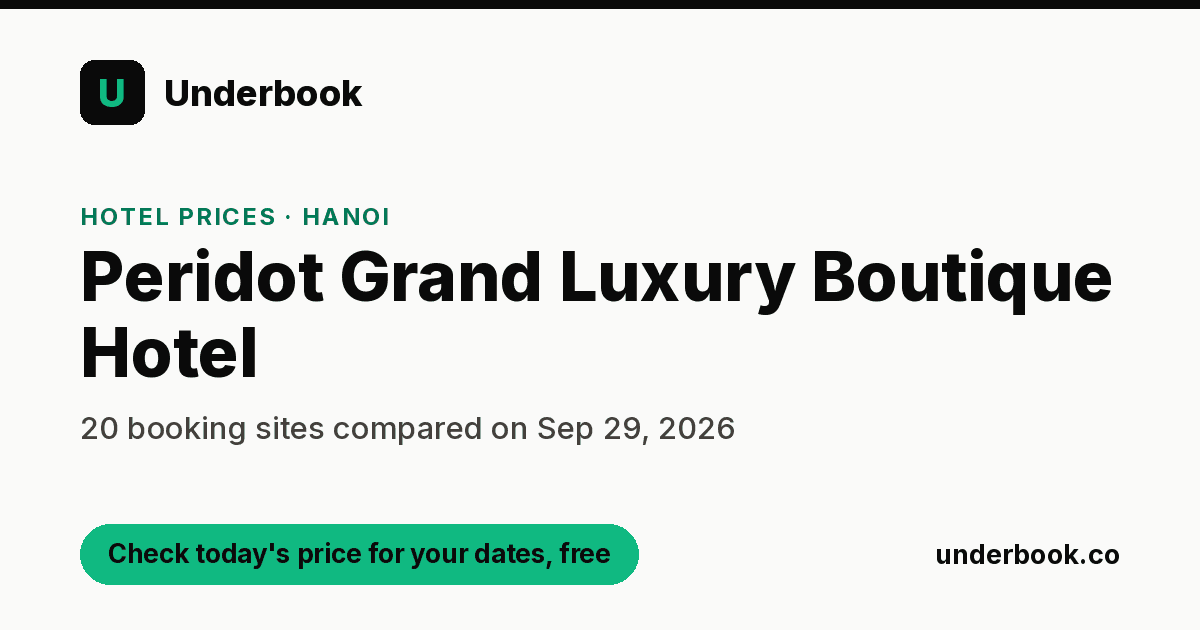 U Underbook
HOTEL PRICES · HANOI
Peridot Grand Luxury Boutique
Hotel
20 booking sites compared on Sep 29, 2026
Check today's price for your dates, free
underbook.co